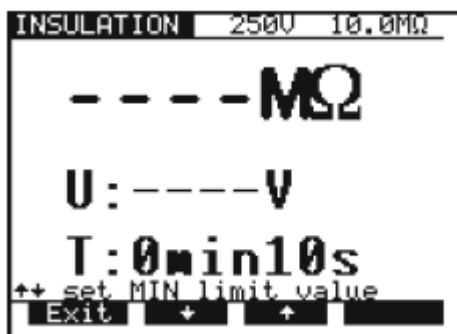 INSULATION 250V 10.0MΩ
----MΩ
U:----V
T:0min10s
↑↓ set MIN limit value
Exit ↓ ↑